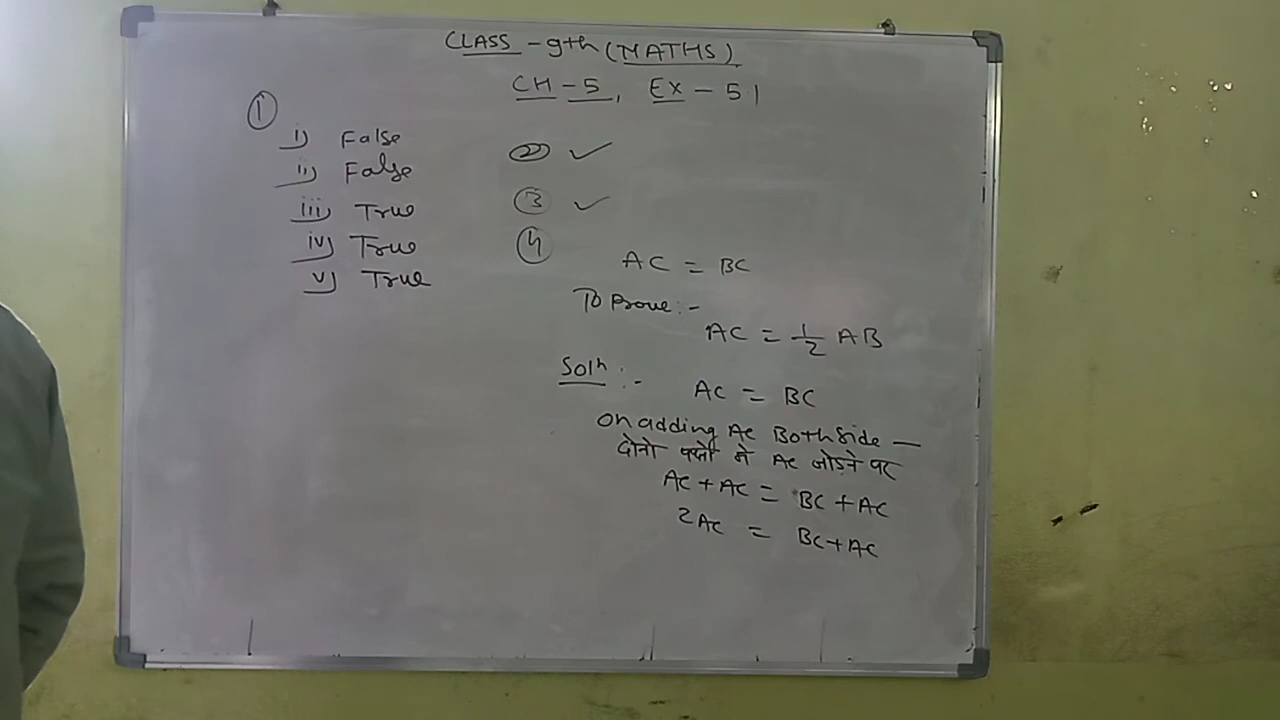 CLASS - 9th (MATHS)
CH - 5, EX - 51
①
i) False
ii) False
iii) True
iv) True
v) True
② ✓
③ ✓
④
AC = BC
To Prove :-
AC = 1/2 AB
Solⁿ :-
AC = BC
On adding AC Both Side —
दोनो पक्षों मे AC जोडने पर
AC + AC = BC + AC
2AC = BC + AC